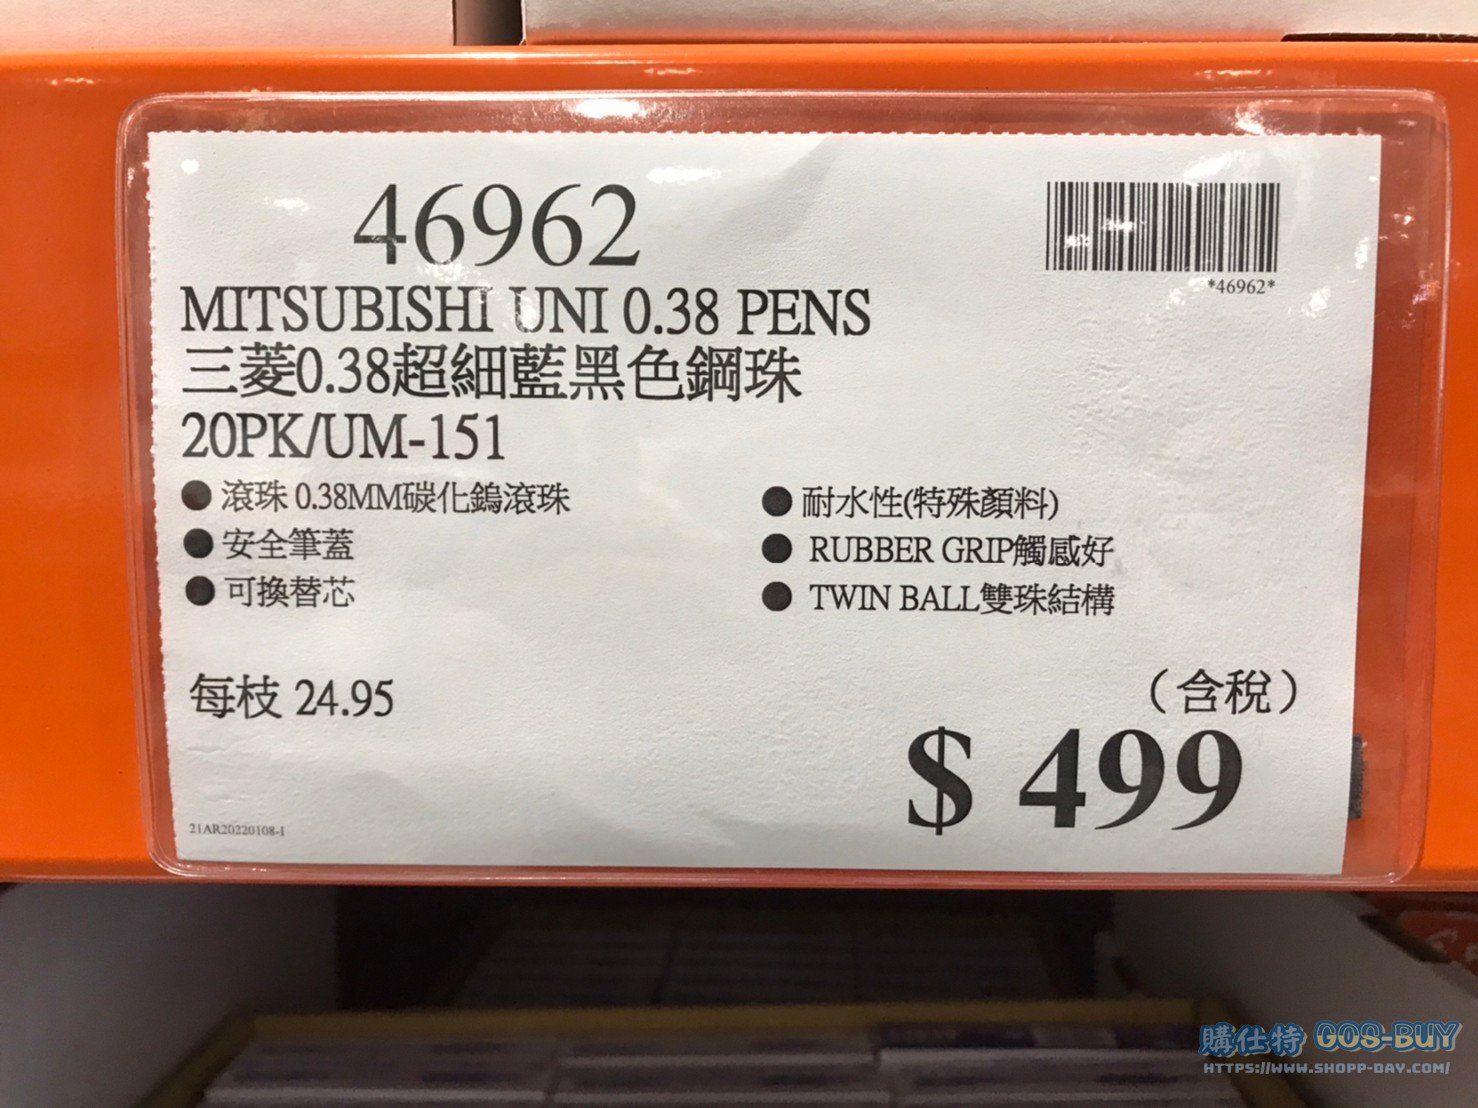 46962
*46962*
MITSUBISHI UNI 0.38 PENS
三菱0.38超細藍黑色鋼珠
20PK/UM-151
● 滾珠 0.38MM碳化鎢滾珠
● 安全筆蓋
● 可換替芯
● 耐水性(特殊顏料)
● RUBBER GRIP觸感好
● TWIN BALL雙珠結構
每枝 24.95
（含稅）
$ 499
21AR20220108-1
購仕特 GOS-BUY
HTTPS://WWW.SHOPP-DAY.COM/